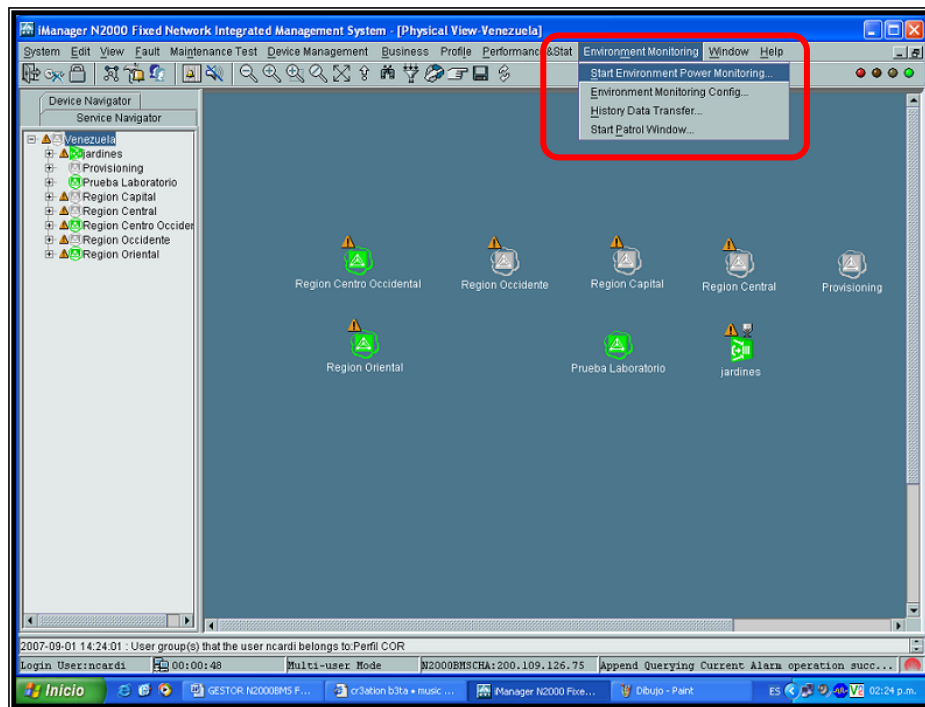 iManager N2000 Fixed Network Integrated Management System - [Physical View-Venezuela]
System Edit View Fault Maintenance Test Device Management Business Profile Performance &Stat Environment Monitoring Window Help
Start Environment Power Monitoring...
Environment Monitoring Config...
History Data Transfer...
Start Patrol Window...
Device Navigator
Service Navigator
Venezuela
jardines
Provisioning
Prueba Laboratorio
Region Capital
Region Central
Region Centro Occiden
Region Occidente
Region Oriental
Region Centro Occidental
Region Occidente
Region Capital
Region Central
Provisioning
Region Oriental
Prueba Laboratorio
jardines
2007-09-01 14:24:01 : User group(s) that the user ncardi belongs to:Perfil COR
Login User:ncardi 00:00:48 Multi-user Mode N2000BMSCHA:200.109.126.75 Append Querying Current Alarm operation succ...
Inicio GESTOR N2000BMS F... cr3ation b3ta • music ... iManager N2000 Fixe... Dibujo - Paint ES 02:24 p.m.